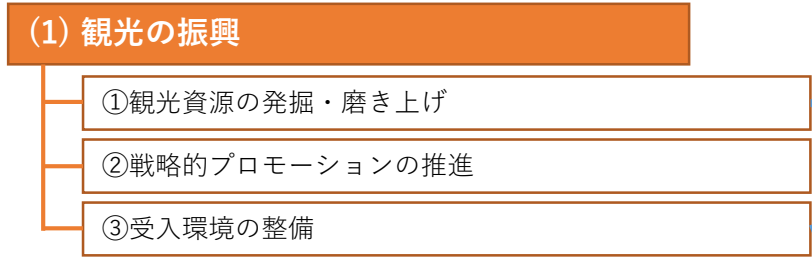 (1) 観光の振興
①観光資源の発掘・磨き上げ
②戦略的プロモーションの推進
③受入環境の整備